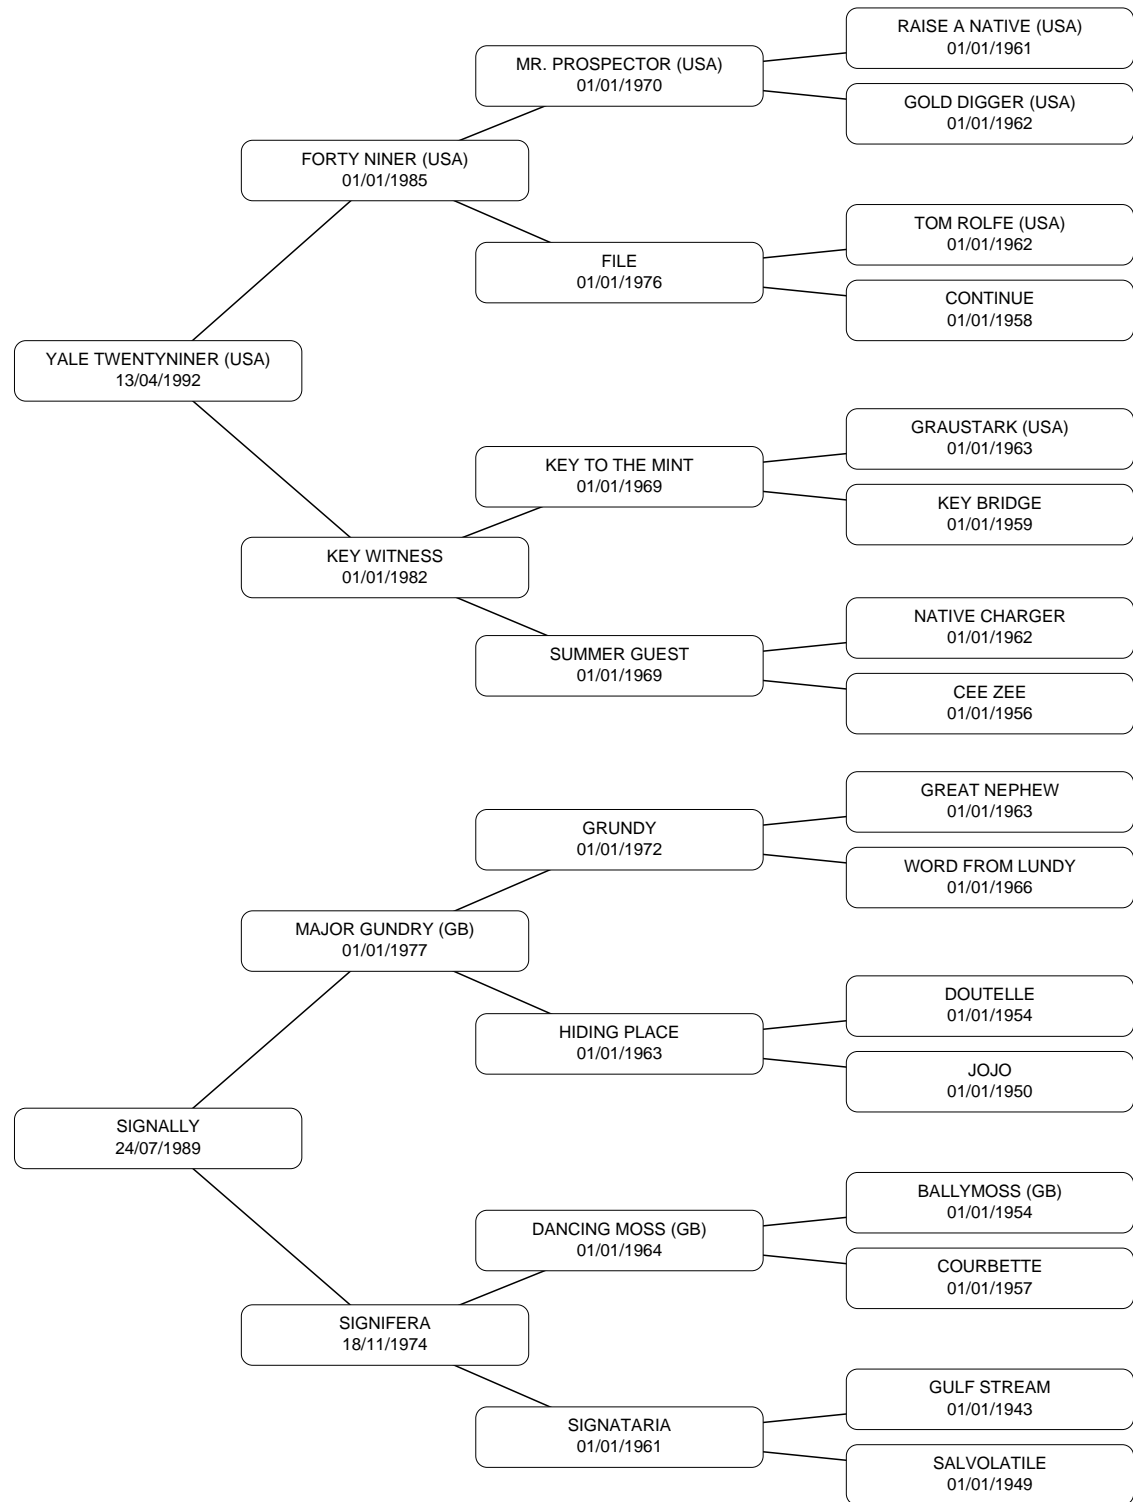 RAISE A NATIVE (USA)
01/01/1961
MR. PROSPECTOR (USA)
01/01/1970
GOLD DIGGER (USA)
01/01/1962
FORTY NINER (USA)
01/01/1985
TOM ROLFE (USA)
01/01/1962
FILE
01/01/1976
CONTINUE
01/01/1958
YALE TWENTYNINER (USA)
13/04/1992
GRAUSTARK (USA)
01/01/1963
KEY TO THE MINT
01/01/1969
KEY BRIDGE
01/01/1959
KEY WITNESS
01/01/1982
NATIVE CHARGER
01/01/1962
SUMMER GUEST
01/01/1969
CEE ZEE
01/01/1956
GREAT NEPHEW
01/01/1963
GRUNDY
01/01/1972
WORD FROM LUNDY
01/01/1966
MAJOR GUNDRY (GB)
01/01/1977
DOUTELLE
01/01/1954
HIDING PLACE
01/01/1963
JOJO
01/01/1950
SIGNALLY
24/07/1989
BALLYMOSS (GB)
01/01/1954
DANCING MOSS (GB)
01/01/1964
COURBETTE
01/01/1957
SIGNIFERA
18/11/1974
GULF STREAM
01/01/1943
SIGNATARIA
01/01/1961
SALVOLATILE
01/01/1949